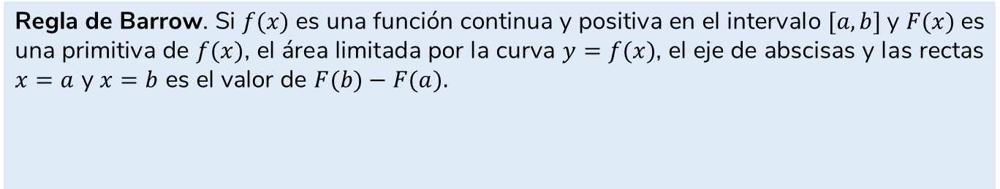 Regla de Barrow. Si f(x) es una función continua y positiva en el intervalo [a, b] y F(x) es
una primitiva de f(x), el área limitada por la curva y = f(x), el eje de abscisas y las rectas
x = a y x = b es el valor de F(b) − F(a).